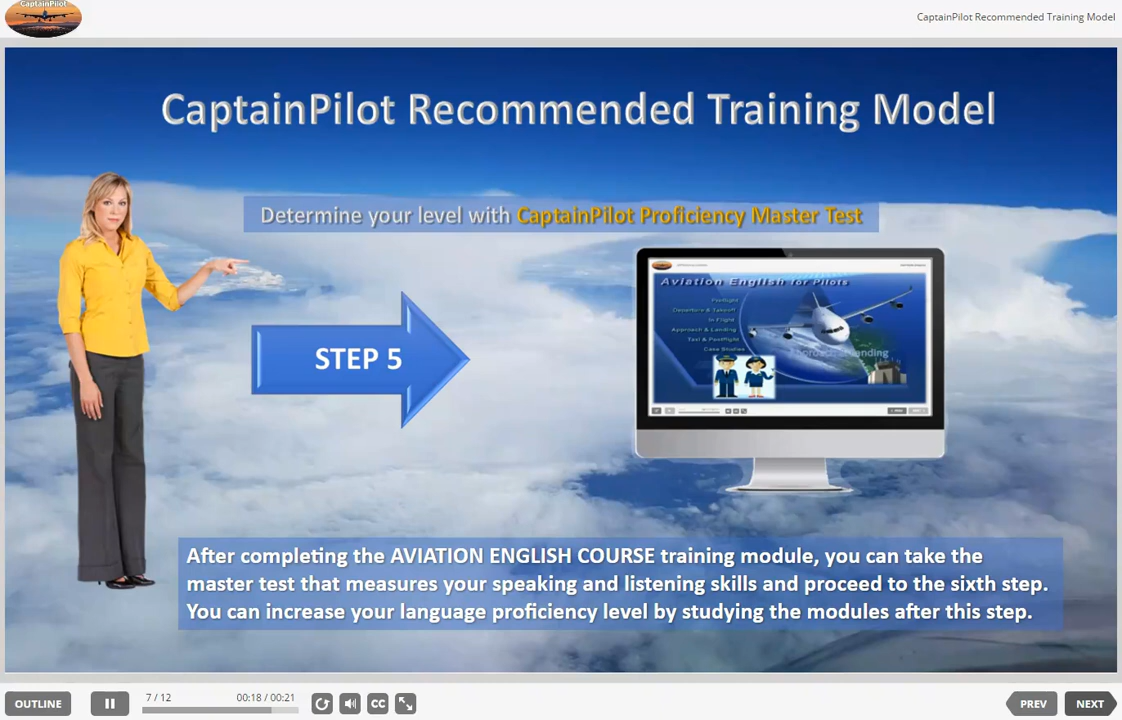 CaptainPilot
CaptainPilot Recommended Training Model
CaptainPilot Recommended Training Model
Determine your level with CaptainPilot Proficiency Master Test
Aviation English for Pilots
Preflight
Departure & Takeoff
In Flight
Approach & Landing
Taxi & Postflight
Case Studies
STEP 5
After completing the AVIATION ENGLISH COURSE training module, you can take the
master test that measures your speaking and listening skills and proceed to the sixth step.
You can increase your language proficiency level by studying the modules after this step.
OUTLINE
7 / 12
00:18 / 00:21
CC
PREV
NEXT